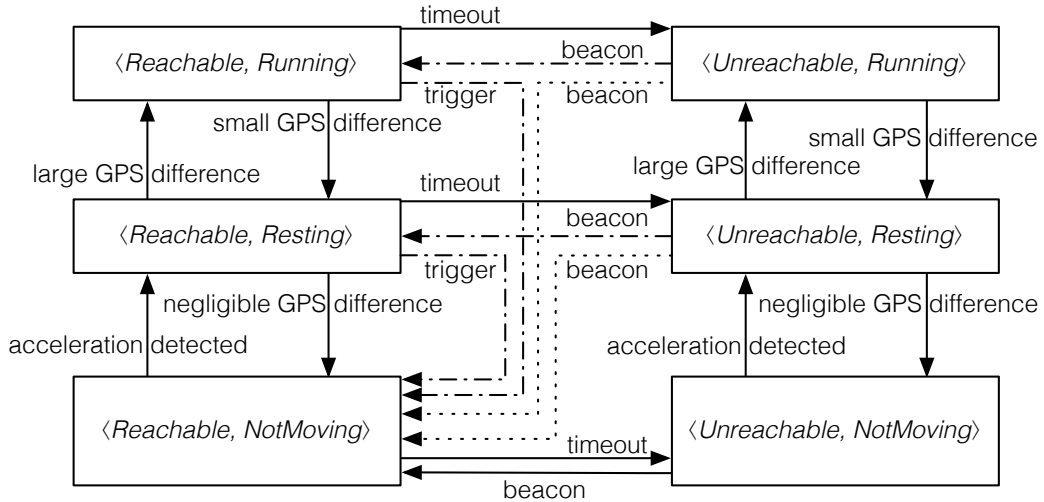 timeout
beacon
⟨Reachable, Running⟩
⟨Unreachable, Running⟩
trigger
beacon
small GPS difference
small GPS difference
large GPS difference
large GPS difference
timeout
beacon
⟨Reachable, Resting⟩
⟨Unreachable, Resting⟩
trigger
beacon
negligible GPS difference
negligible GPS difference
acceleration detected
acceleration detected
⟨Reachable, NotMoving⟩
⟨Unreachable, NotMoving⟩
timeout
beacon